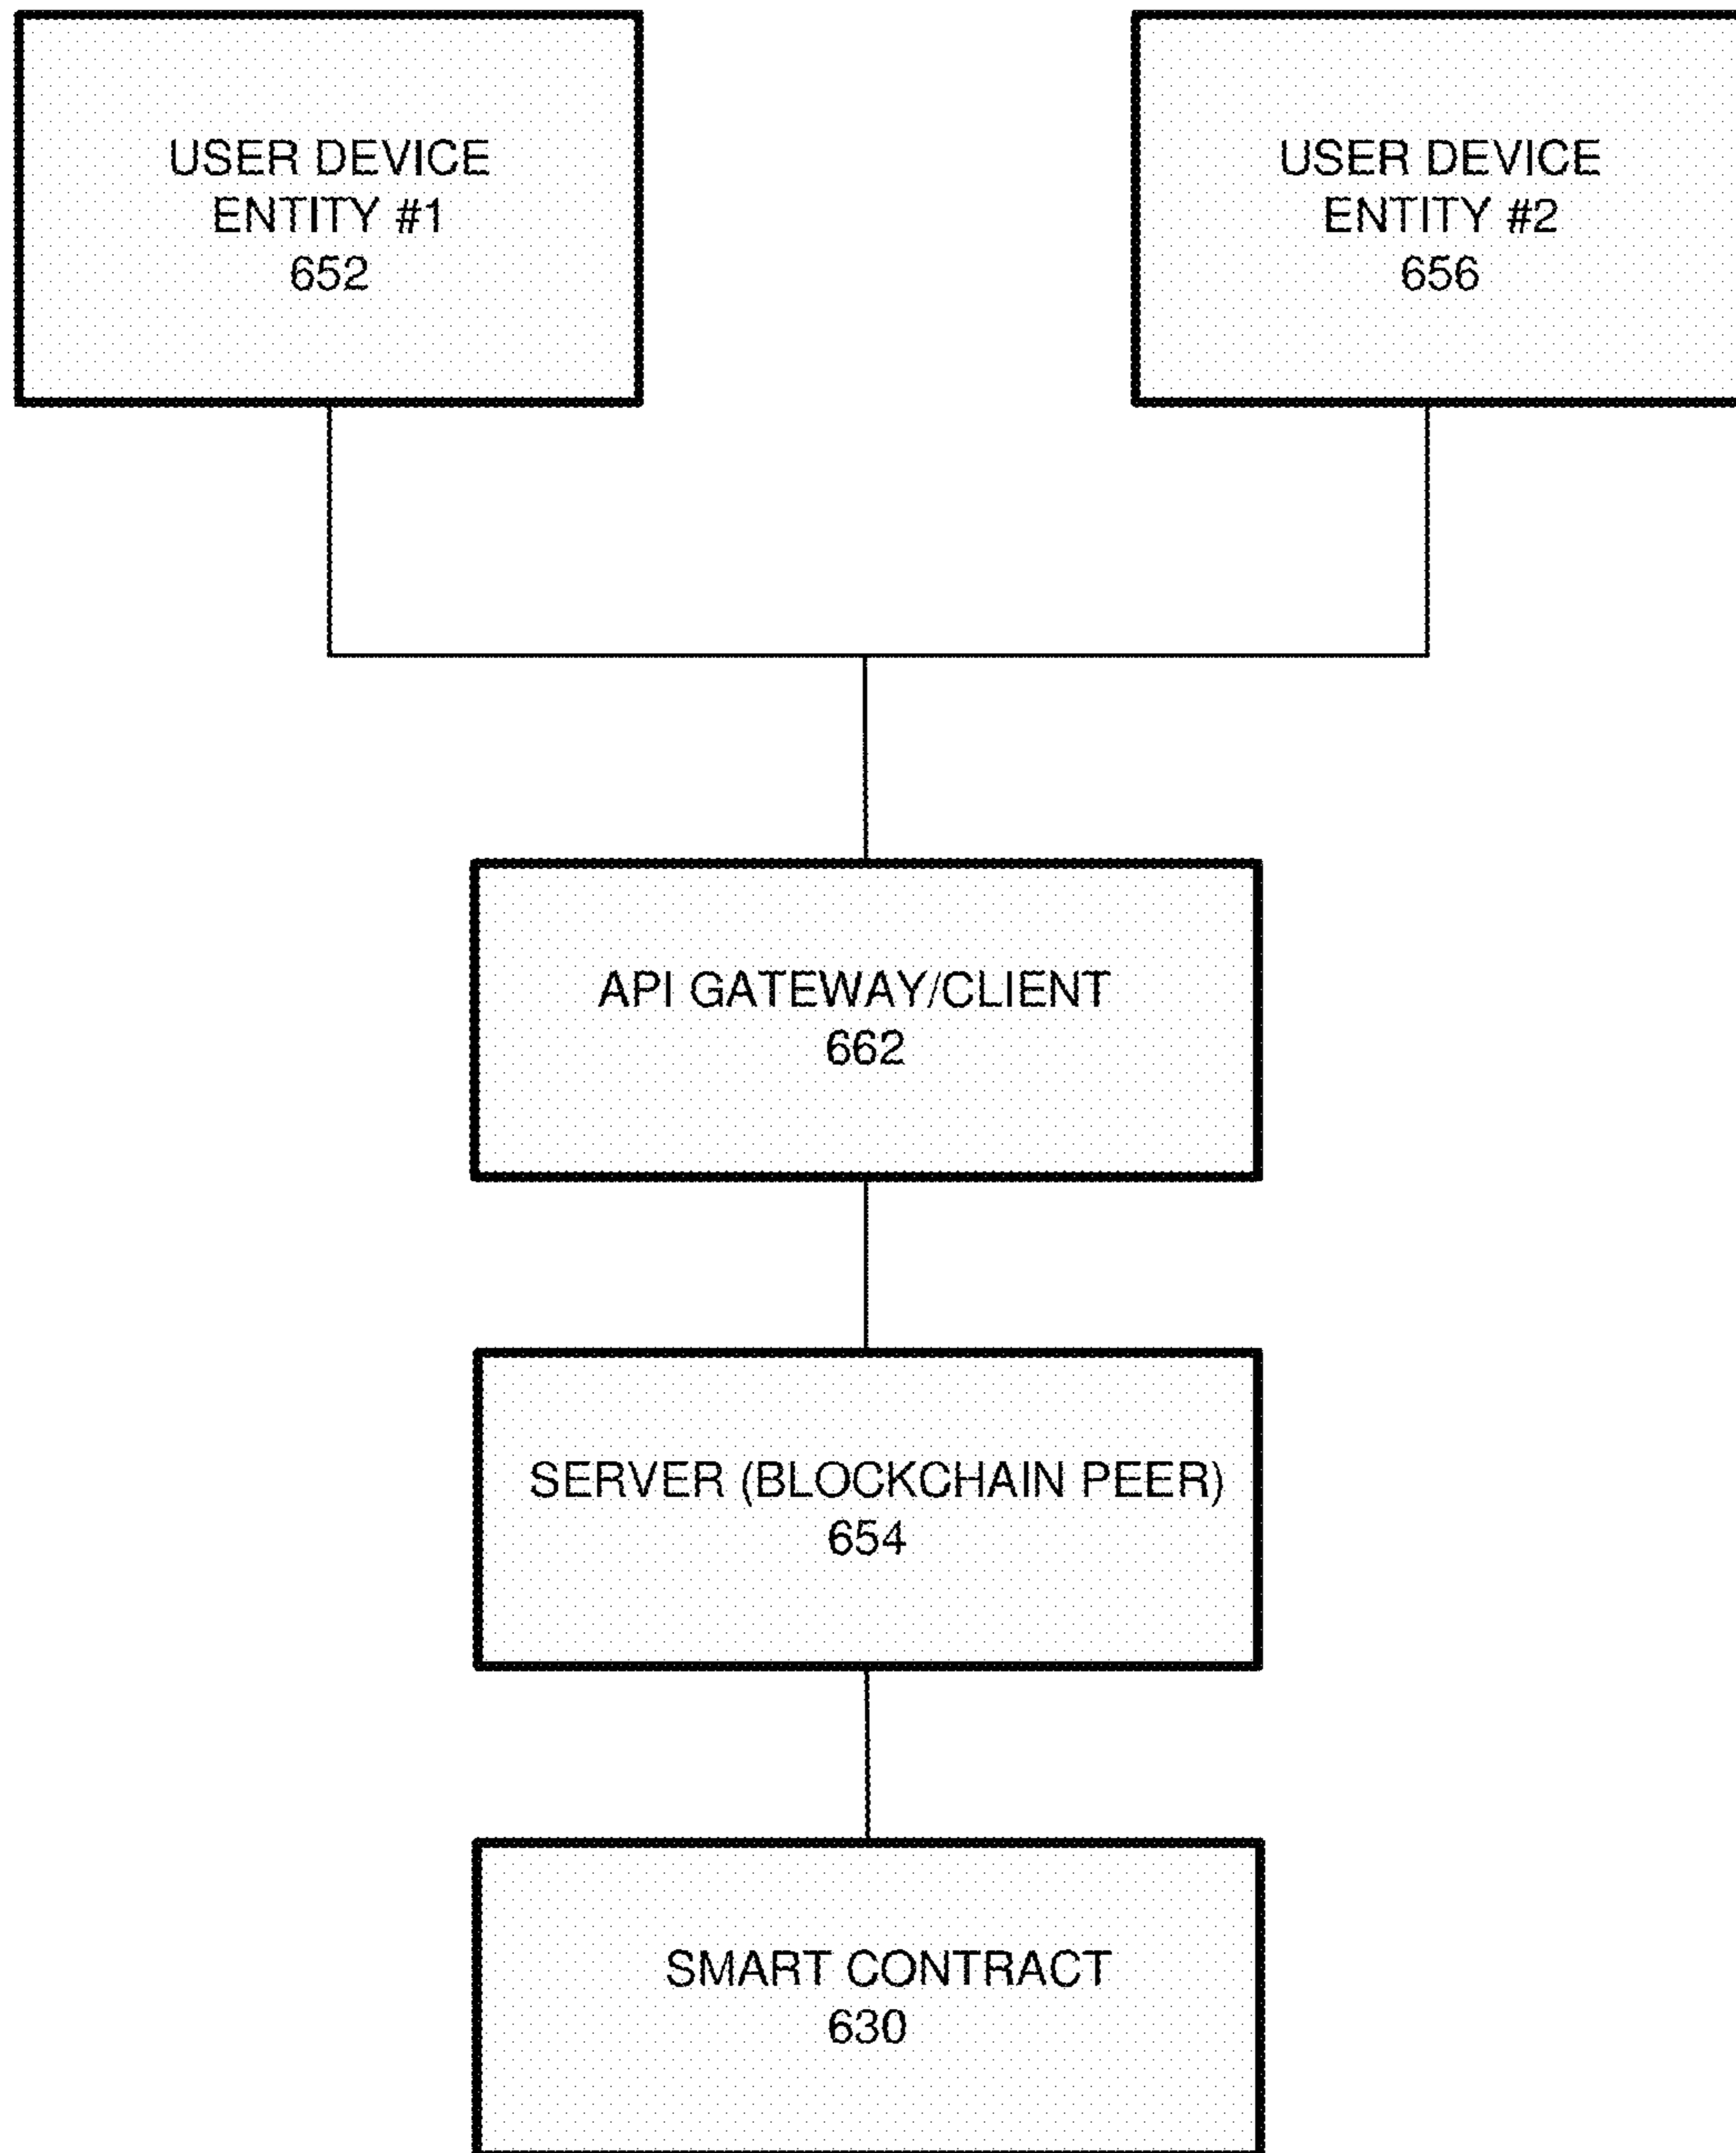 USER DEVICE
ENTITY #1
652
USER DEVICE
ENTITY #2
656
API GATEWAY/CLIENT
662
SERVER (BLOCKCHAIN PEER)
654
SMART CONTRACT
630